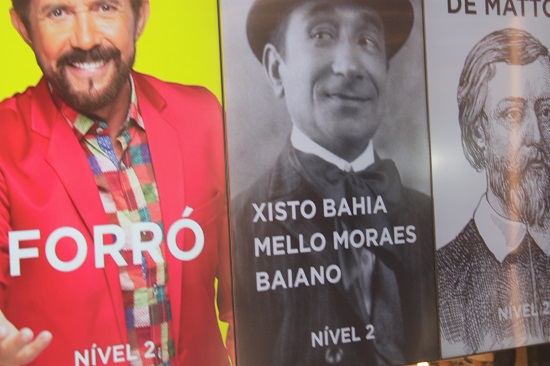 FORRÓ
NÍVEL 2
XISTO BAHIA
MELLO MORAES
BAIANO
NÍVEL 2
DE MATTO
NÍVEL 2